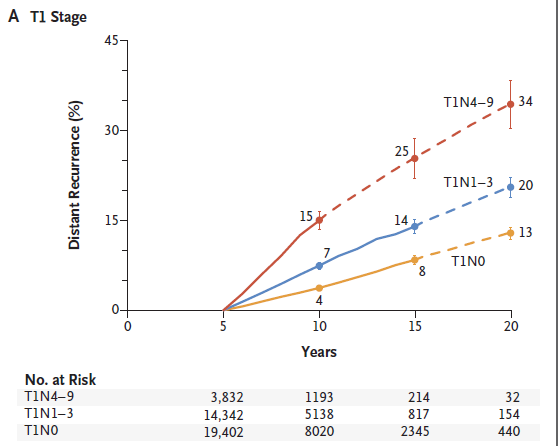 A T1 Stage
45
30
15
0
Distant Recurrence (%)
T1N4–9 34
25
T1N1–3 20
15
14
13
7
T1N0
8
4
0 5 10 15 20
Years
No. at Risk
T1N4–9 3,832 1193 214 32
T1N1–3 14,342 5138 817 154
T1N0 19,402 8020 2345 440